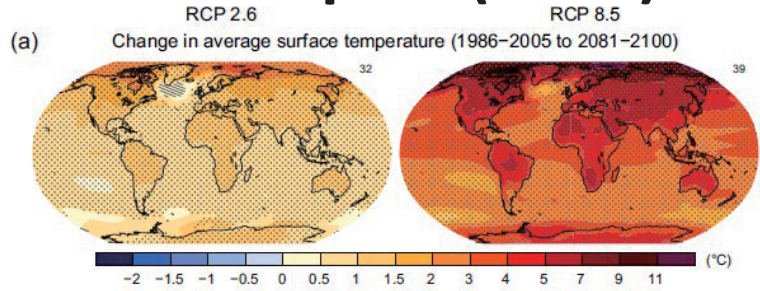 RCP 2.6 RCP 8.5
(a) Change in average surface temperature (1986−2005 to 2081−2100)
32 39
−2 −1.5 −1 −0.5 0 0.5 1 1.5 2 3 4 5 7 9 11 (°C)